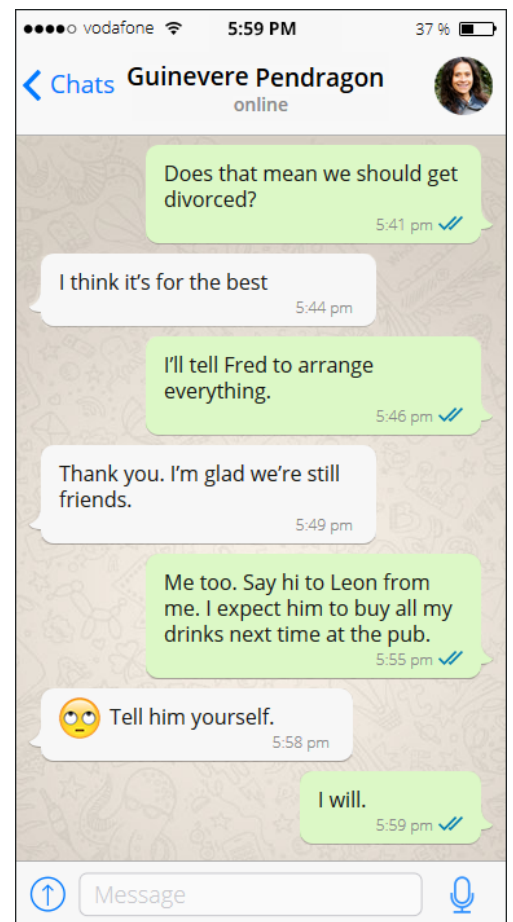 vodafone 5:59 PM 37 %
Chats Guinevere Pendragon
online
Does that mean we should get
divorced?
5:41 pm
I think it’s for the best
5:44 pm
I’ll tell Fred to arrange
everything.
5:46 pm
Thank you. I’m glad we’re still
friends.
5:49 pm
Me too. Say hi to Leon from
me. I expect him to buy all my
drinks next time at the pub.
5:55 pm
🙄 Tell him yourself.
5:58 pm
I will.
5:59 pm
Message